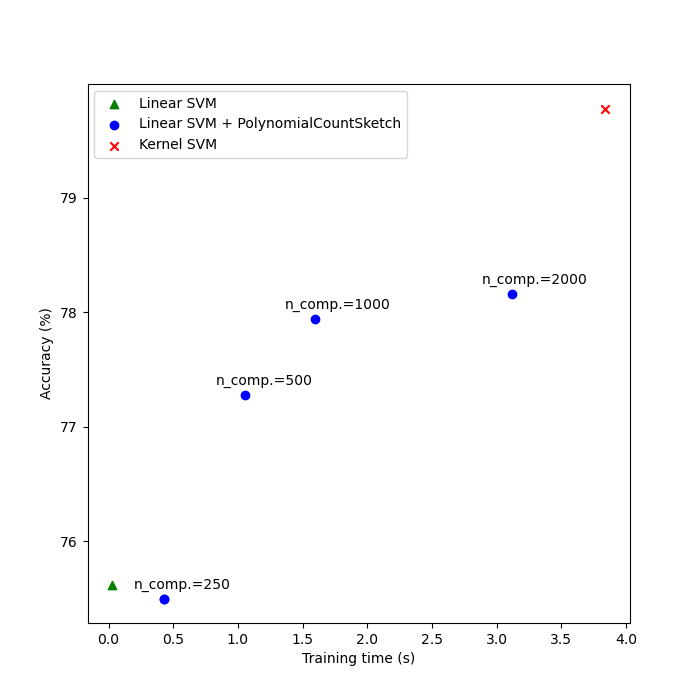 Linear SVM
Linear SVM + PolynomialCountSketch
Kernel SVM
79
78
77
76
Accuracy (%)
n_comp.=2000
n_comp.=1000
n_comp.=500
n_comp.=250
0.0 0.5 1.0 1.5 2.0 2.5 3.0 3.5 4.0
Training time (s)